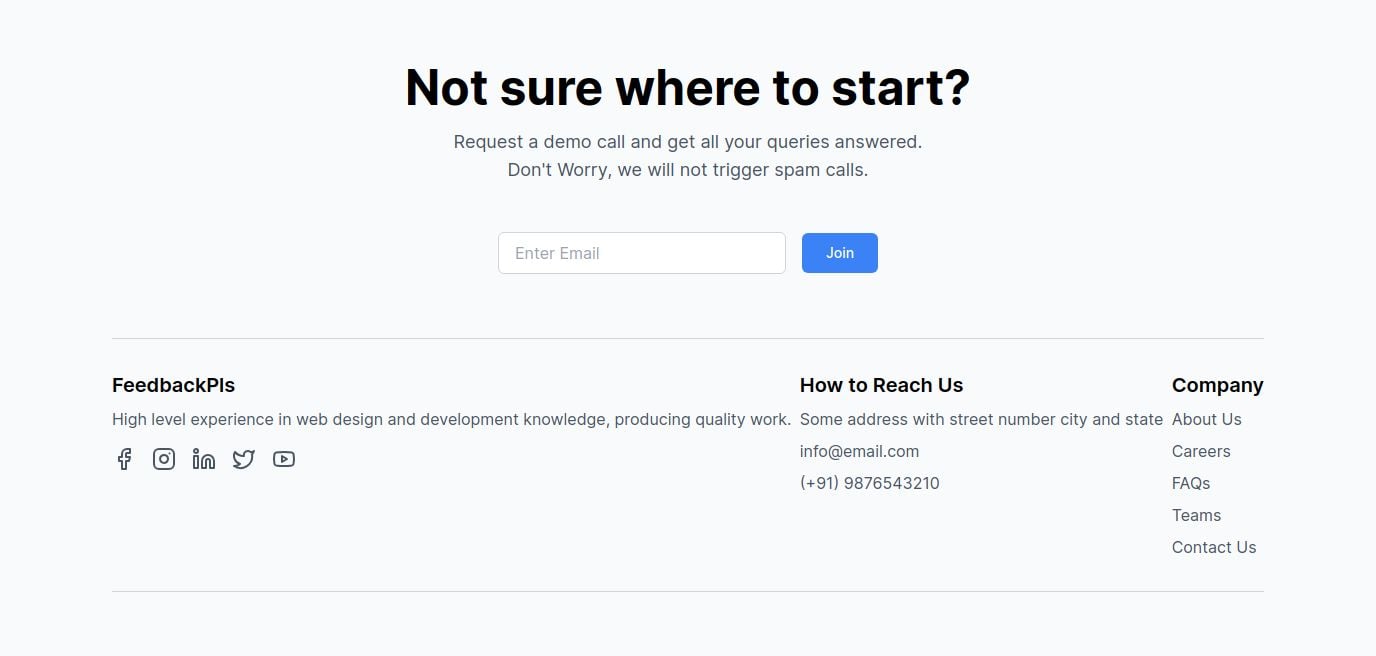 Not sure where to start?
Request a demo call and get all your queries answered.
Don't Worry, we will not trigger spam calls.
Enter Email
Join
FeedbackPls
High level experience in web design and development knowledge, producing quality work.
How to Reach Us
Some address with street number city and state
info@email.com
(+91) 9876543210
Company
About Us
Careers
FAQs
Teams
Contact Us